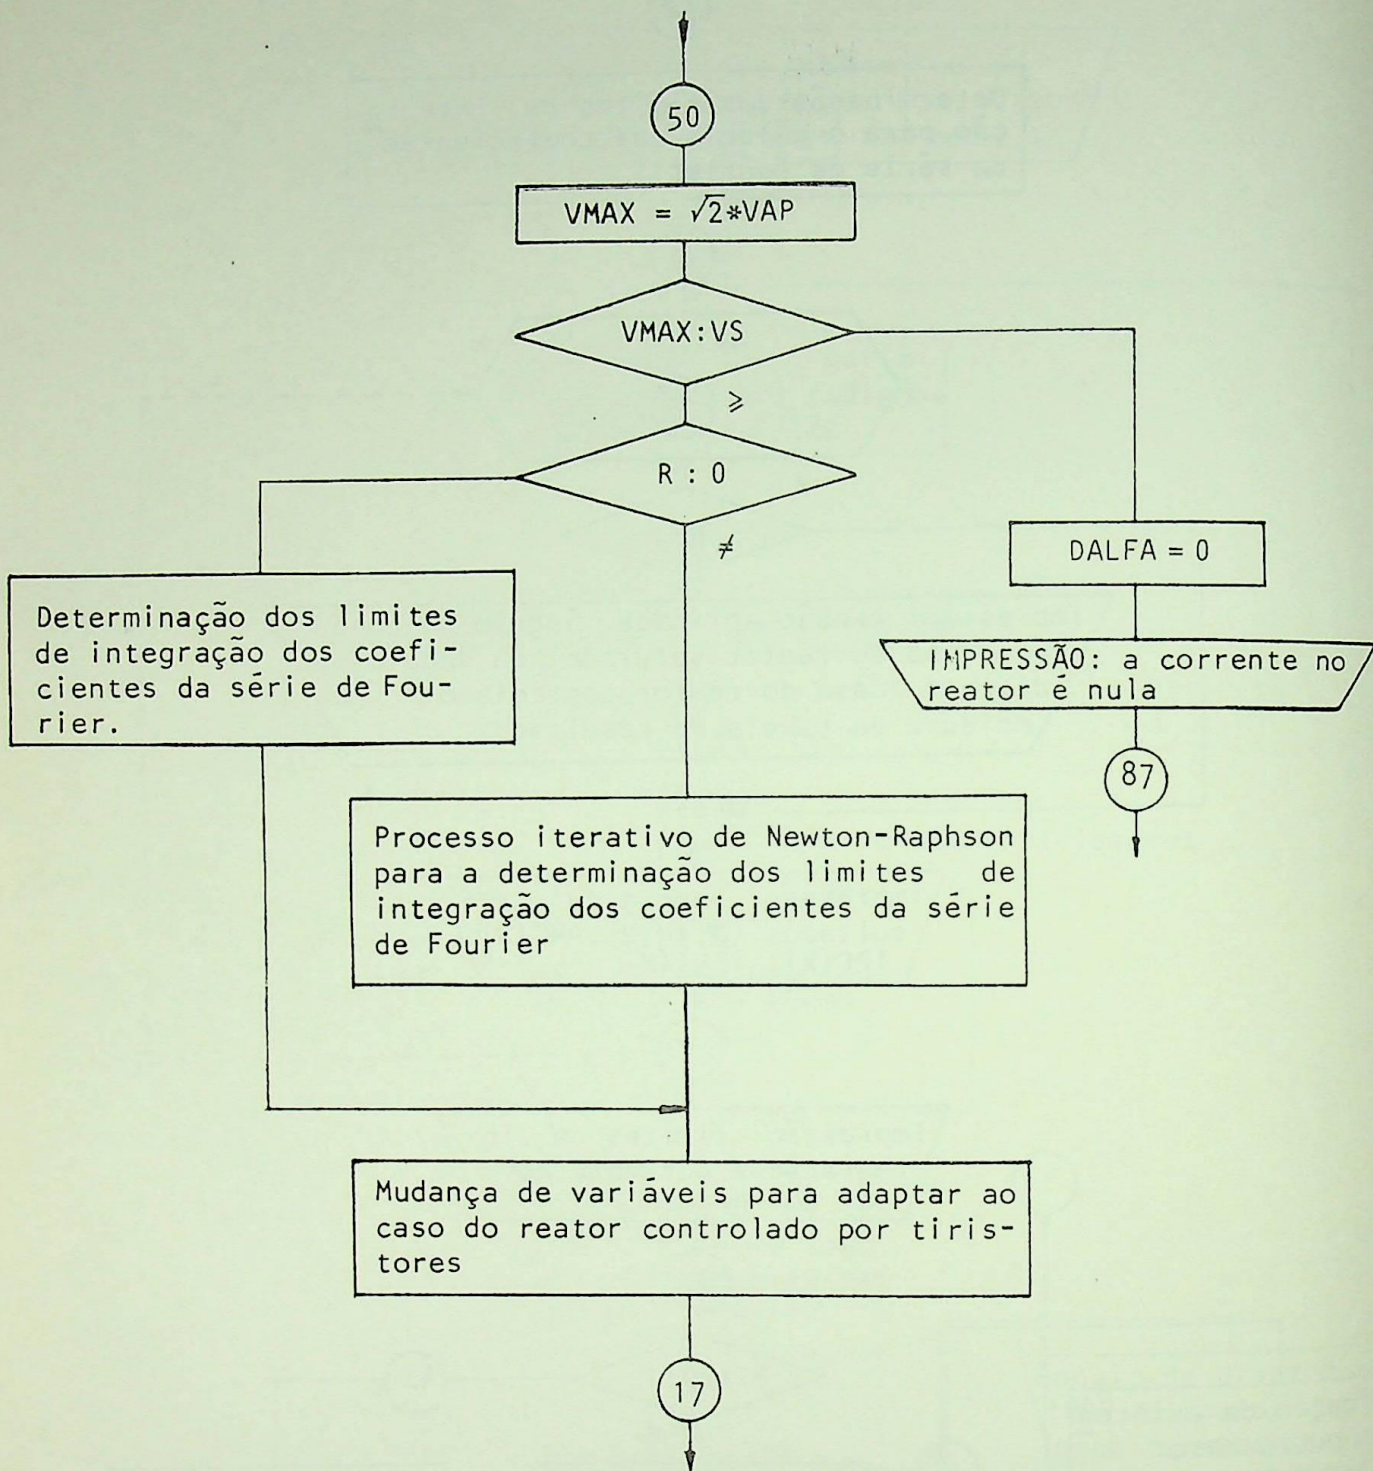 50
VMAX = √2*VAP
VMAX:VS
≥
R : 0
≠
DALFA = 0
Determinação dos limites
de integração dos coefi-
cientes da série de Fou-
rier.
IMPRESSÃO: a corrente no
reator é nula
87
Processo iterativo de Newton-Raphson
para a determinação dos limites de
integração dos coeficientes da série
de Fourier
Mudança de variáveis para adaptar ao
caso do reator controlado por tiris-
tores
17